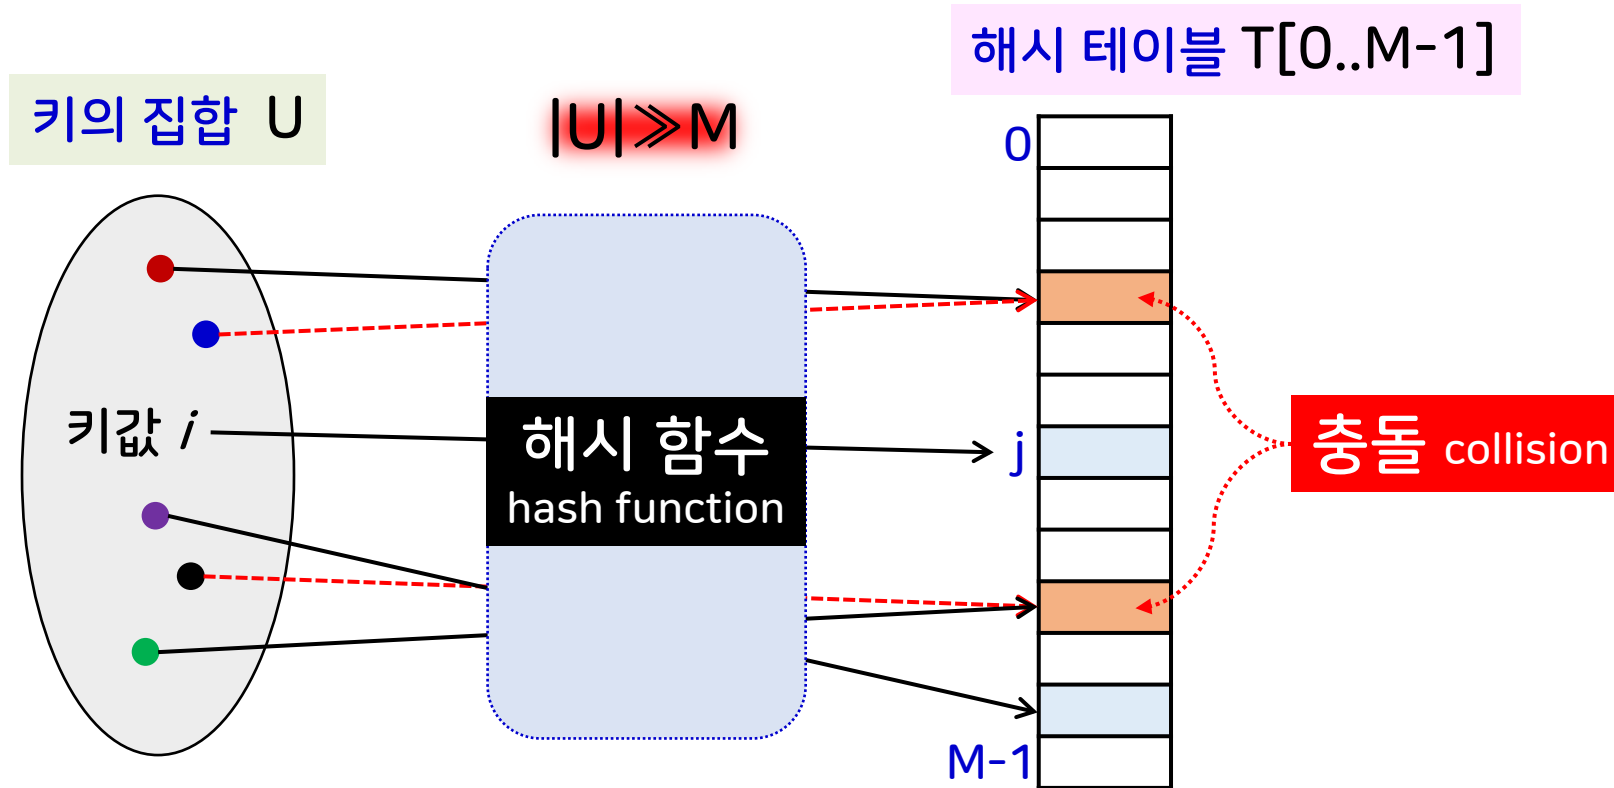 해시 테이블 T[0..M-1]
키의 집합 U
|U|≫M
0
키값 i
해시 함수
hash function
j
충돌 collision
M-1